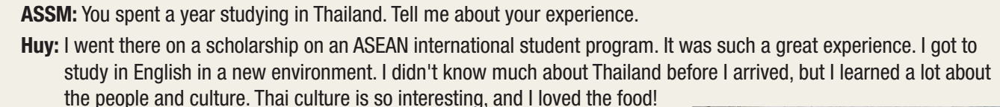 ASSM: You spent a year studying in Thailand. Tell me about your experience.
Huy: I went there on a scholarship on an ASEAN international student program. It was such a great experience. I got to
study in English in a new environment. I didn't know much about Thailand before I arrived, but I learned a lot about
the people and culture. Thai culture is so interesting, and I loved the food!